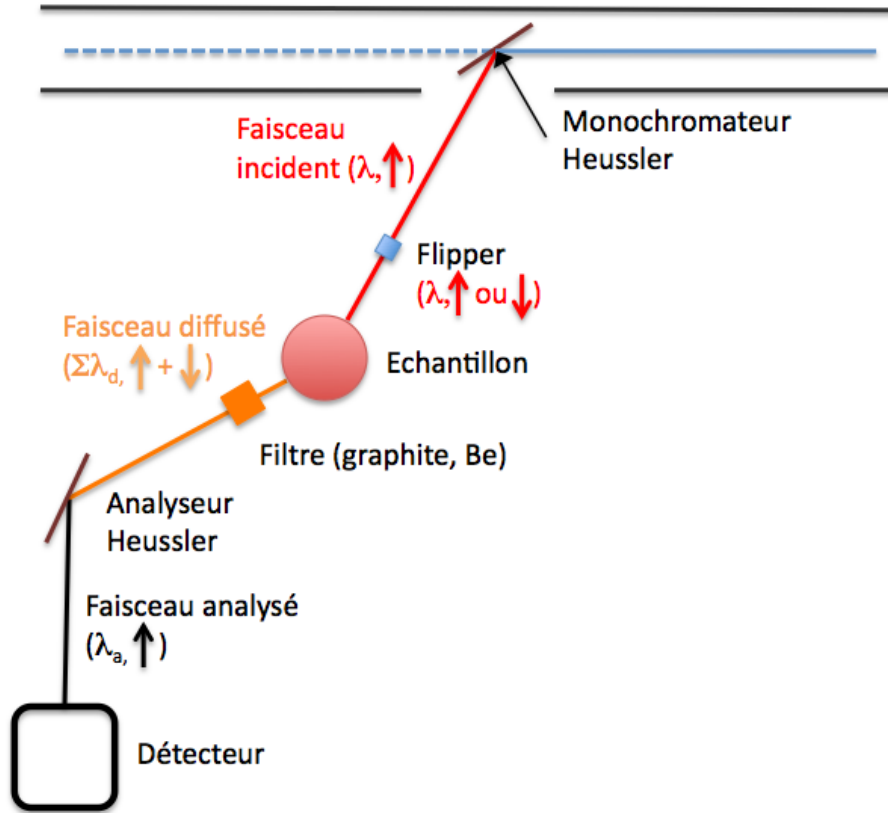 Faisceau
incident (λ,↑)
Monochromateur
Heussler
Flipper
(λ,↑ ou ↓)
Faisceau diffusé
(Σλd, ↑ + ↓)
Echantillon
Filtre (graphite, Be)
Analyseur
Heussler
Faisceau analysé
(λa, ↑)
Détecteur